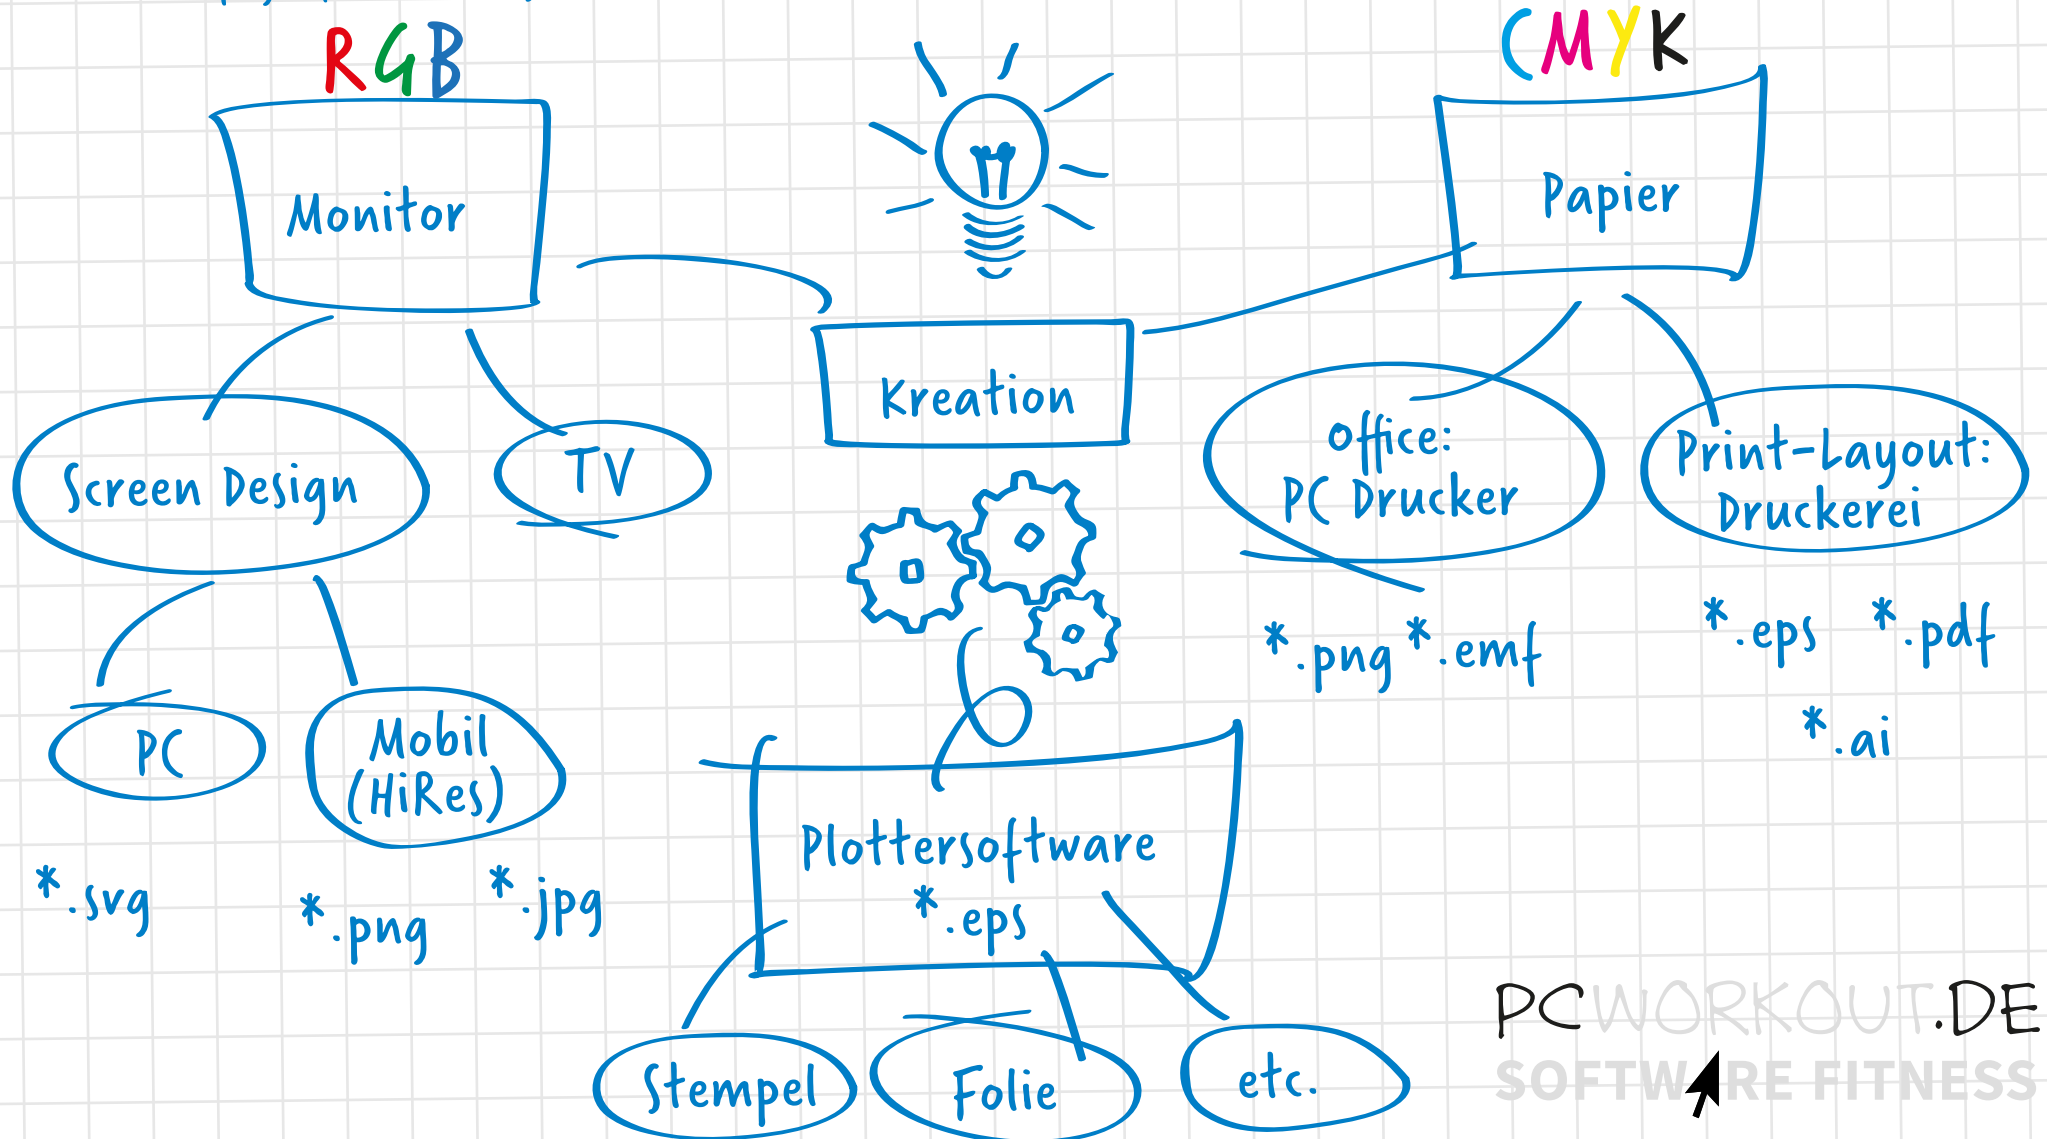 RGB
CMYK
Monitor
Papier
Kreation
Screen Design
TV
Office:
PC Drucker
Print-Layout:
Druckerei
*.png *.emf
*.eps *.pdf
*.ai
PC
Mobil
(HiRes)
*.svg
*.png
*.jpg
Plottersoftware
*.eps
Stempel
Folie
etc.
PCWORKOUT.DE
SOFTWARE FITNESS